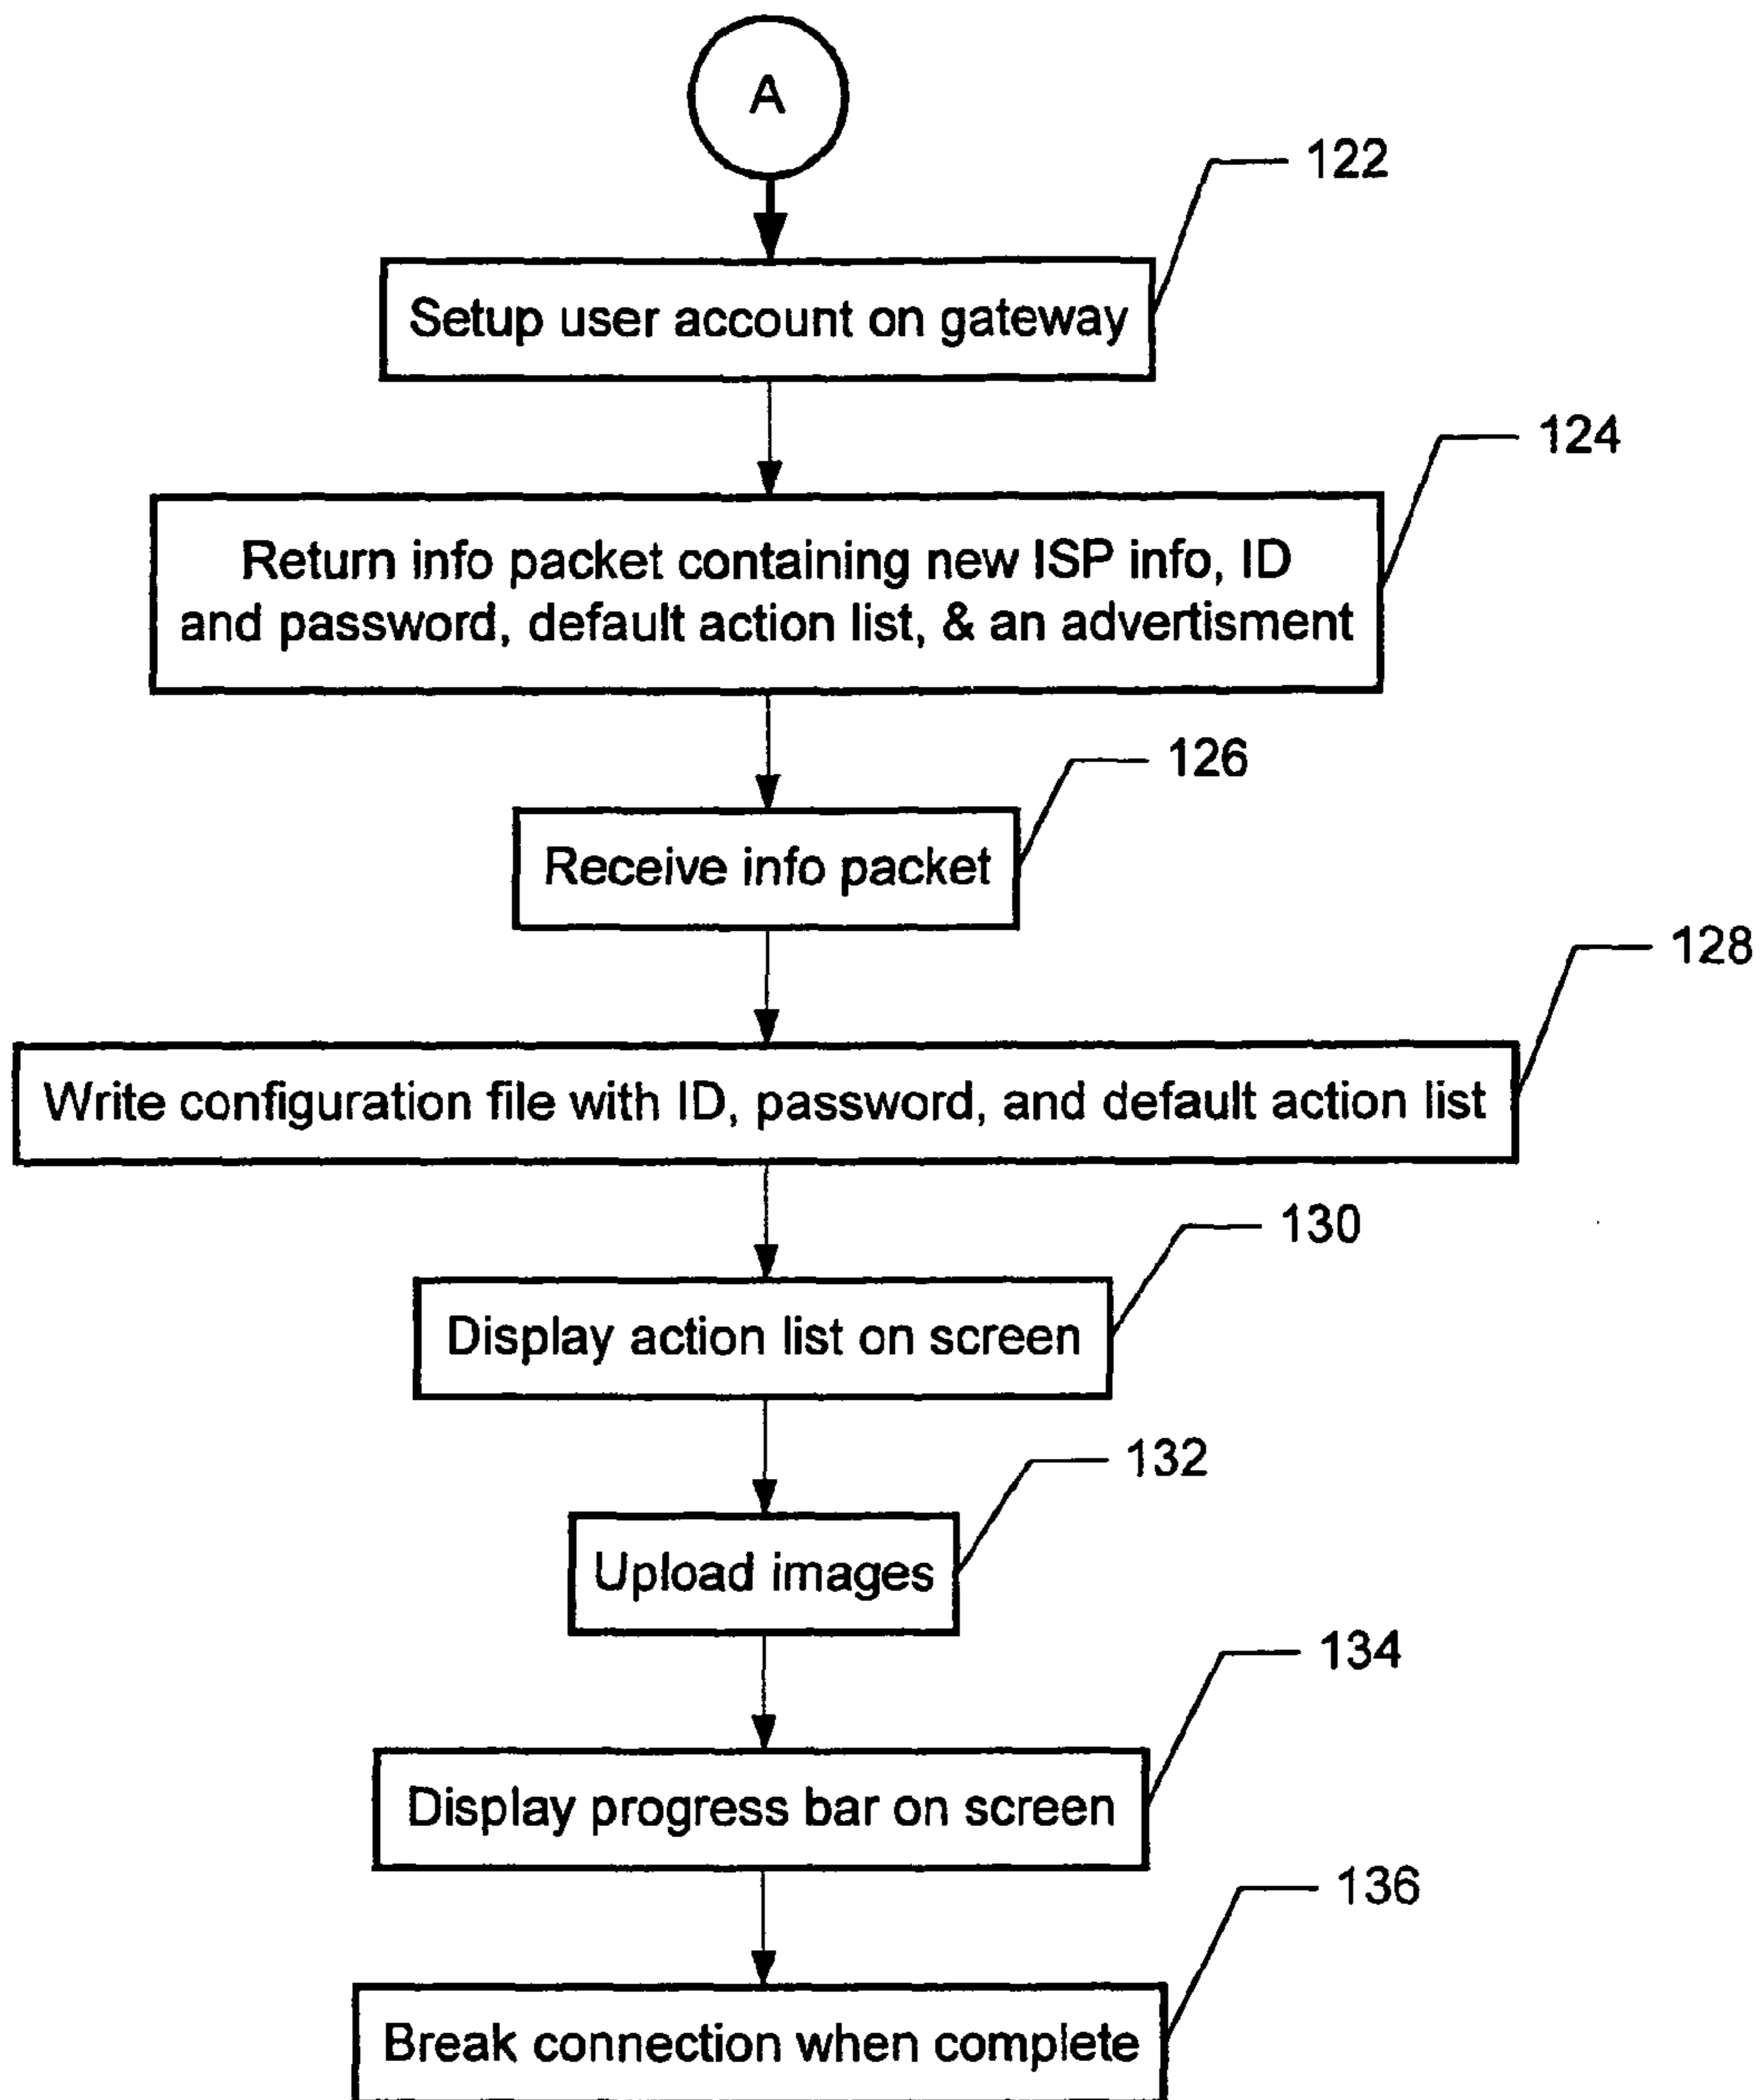 A
122
Setup user account on gateway
124
Return info packet containing new ISP info, ID
and password, default action list, & an advertisment
126
Receive info packet
128
Write configuration file with ID, password, and default action list
130
Display action list on screen
132
Upload images
134
Display progress bar on screen
136
Break connection when complete